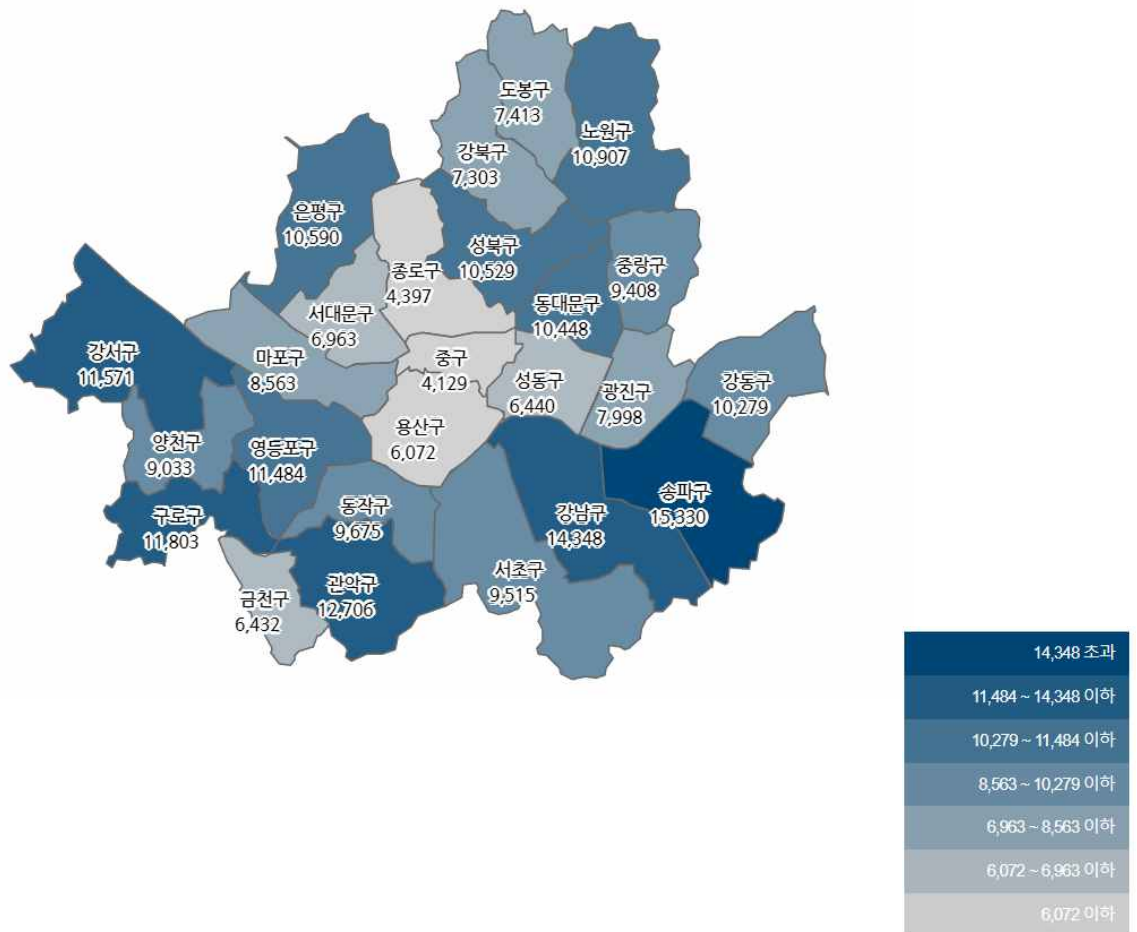 도봉구
7,413
노원구
10,907
강북구
7,303
은평구
10,590
성북구
10,529
중랑구
9,408
종로구
4,397
서대문구
6,963
동대문구
10,448
강서구
11,571
마포구
8,563
중구
4,129
성동구
6,440
광진구
7,998
강동구
10,279
용산구
6,072
양천구
9,033
영등포구
11,484
송파구
15,330
동작구
9,675
강남구
14,348
구로구
11,803
서초구
9,515
관악구
12,706
금천구
6,432
14,348 초과
11,484 ~ 14,348 이하
10,279 ~ 11,484 이하
8,563 ~ 10,279 이하
6,963 ~ 8,563 이하
6,072 ~ 6,963 이하
6,072 이하